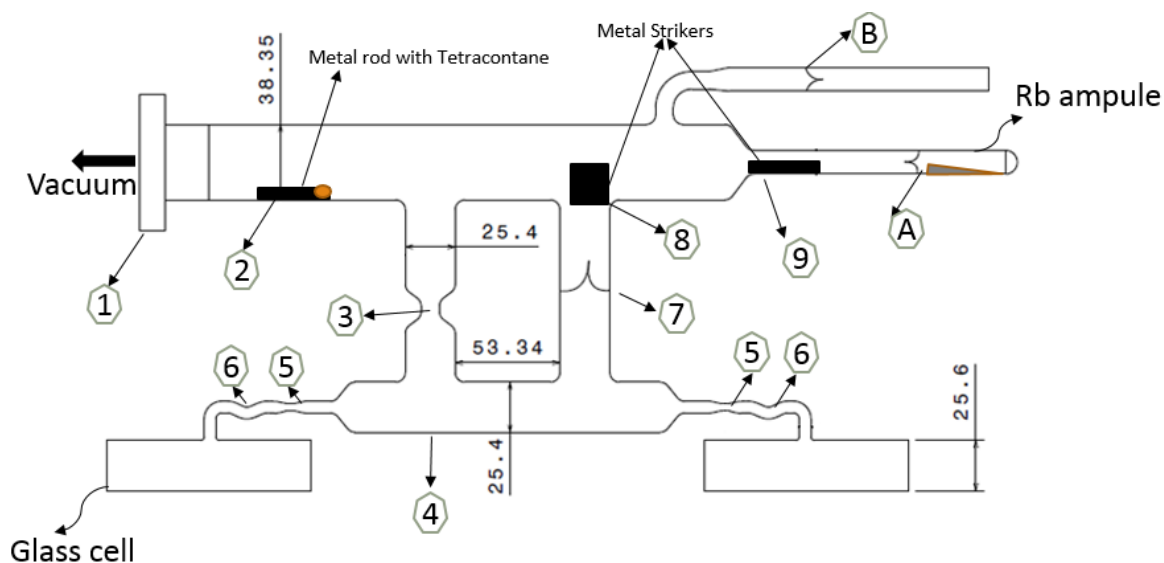 Metal Strikers
B
38.35
Metal rod with Tetracontane
Rb ampule
Vacuum
A
25.4
8
9
2
1
3
7
53.34
6
5
5
6
25.6
25.4
4
Glass cell